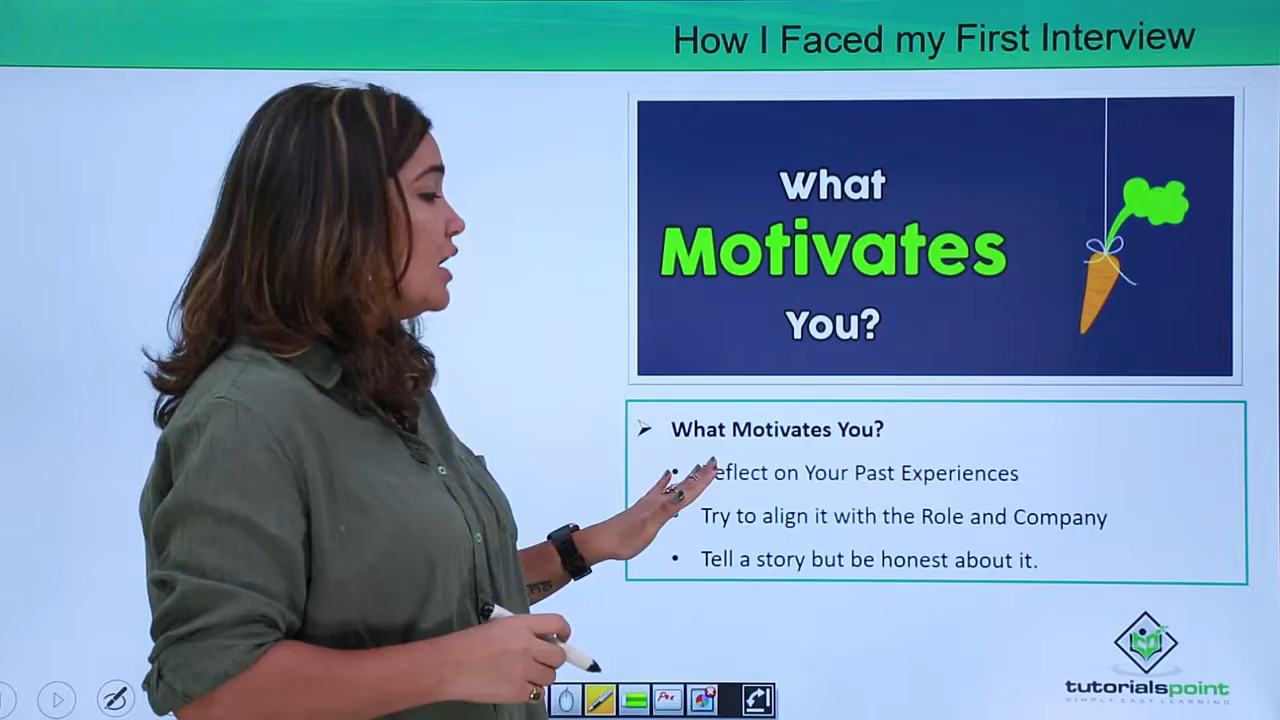 How I Faced my First Interview
What
Motivates
You?
What Motivates You?
eflect on Your Past Experiences
Try to align it with the Role and Company
Tell a story but be honest about it.
tutorialspoint
SIMPLY EASY LEARNING